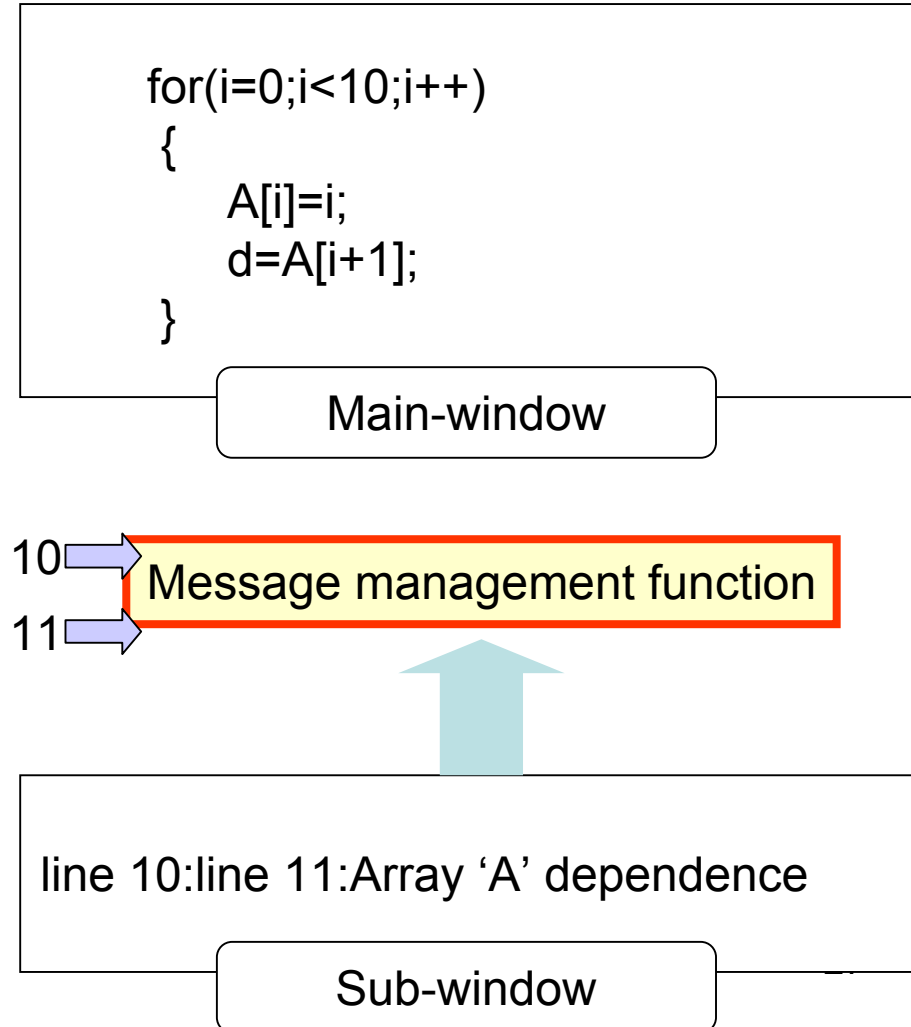 for(i=0;i<10;i++)
{
A[i]=i;
d=A[i+1];
}
Main-window
10
Message management function
11
line 10:line 11:Array ‘A’ dependence
Sub-window